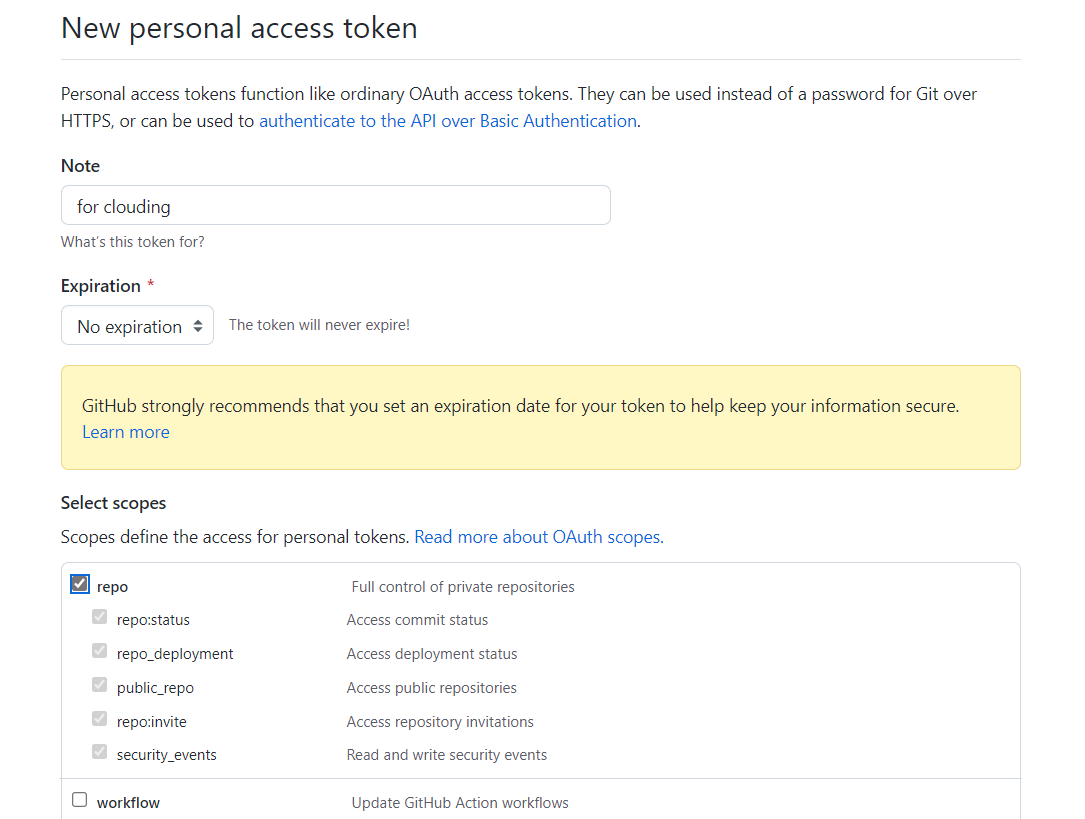 New personal access token
Personal access tokens function like ordinary OAuth access tokens. They can be used instead of a password for Git over
HTTPS, or can be used to authenticate to the API over Basic Authentication.
Note
for clouding
What's this token for?
Expiration *
No expiration The token will never expire!
GitHub strongly recommends that you set an expiration date for your token to help keep your information secure.
Learn more
Select scopes
Scopes define the access for personal tokens. Read more about OAuth scopes.
repo Full control of private repositories
repo:status Access commit status
repo_deployment Access deployment status
public_repo Access public repositories
repo:invite Access repository invitations
security_events Read and write security events
workflow Update GitHub Action workflows